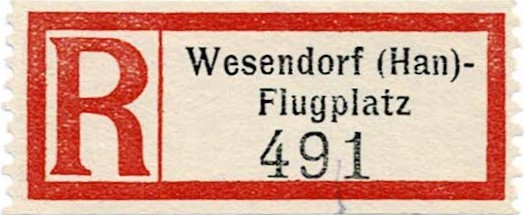 R
Wesendorf (Han)-
Flugplatz
491